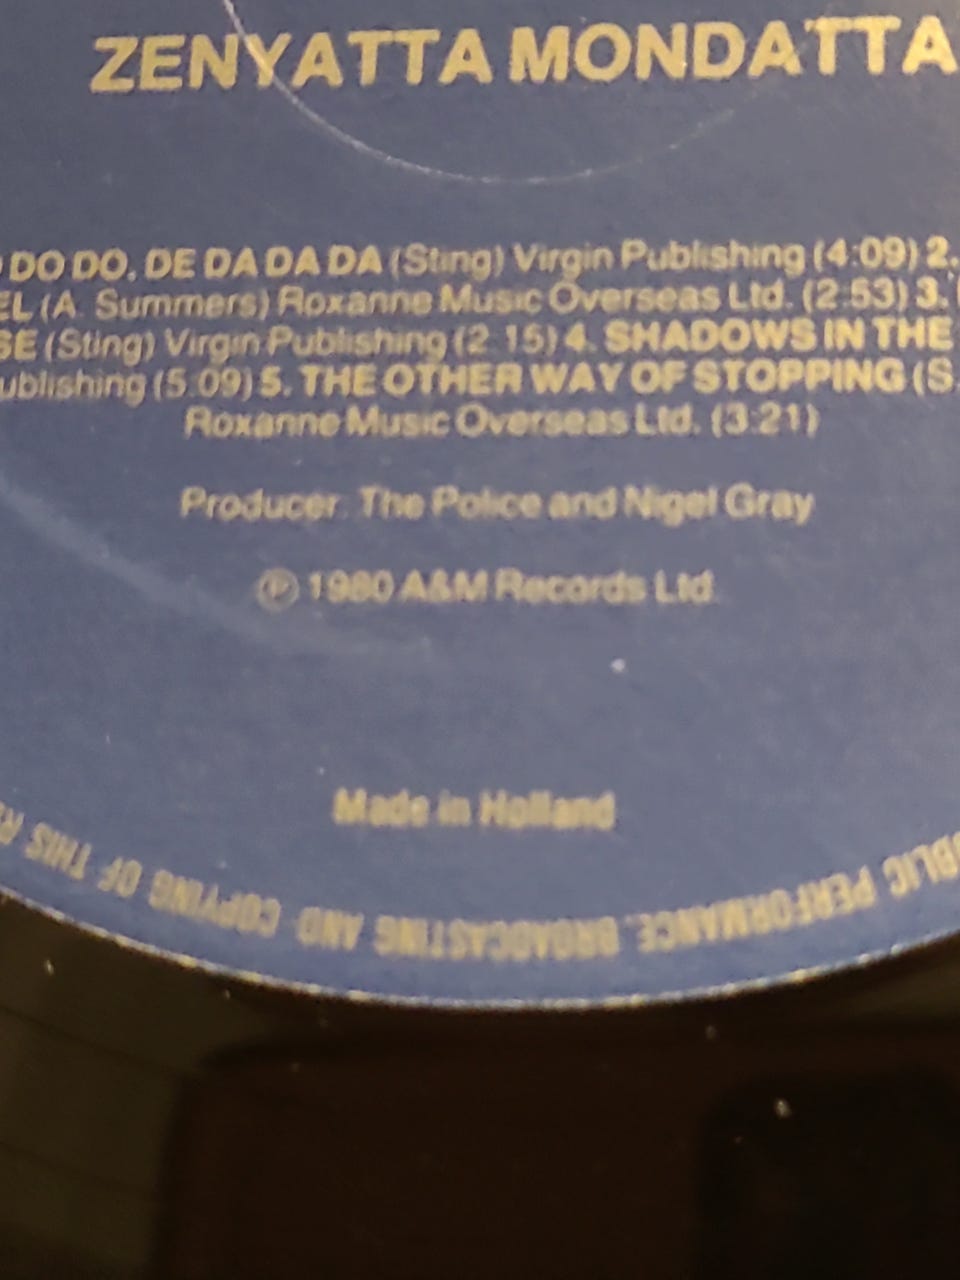 ZENYATTA MONDATTA
DO DO, DE DA DA DA (Sting) Virgin Publishing (4:09) 2.
EL (A. Summers) Roxanne Music Overseas Ltd. (2:53) 3.
SE (Sting) Virgin Publishing (2:15) 4. SHADOWS IN THE
ublishing (5:09) 5. THE OTHER WAY OF STOPPING (S.
Roxanne Music Overseas Ltd. (3:21)
Producer: The Police and Nigel Gray
Ⓟ 1980 A&M Records Ltd.
Made in Holland
BLIC PERFORMANCE, BROADCASTING AND COPYING OF THIS R